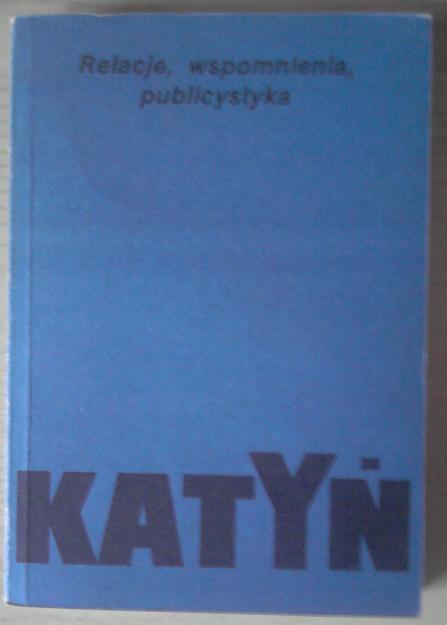 Relacje, wspomnienia,
publicystyka
KATYŃ